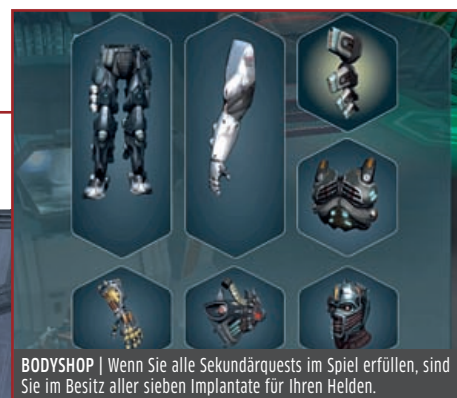 BODYSHOP | Wenn Sie alle Sekundärquests im Spiel erfüllen, sind
Sie im Besitz aller sieben Implantate für Ihren Helden.